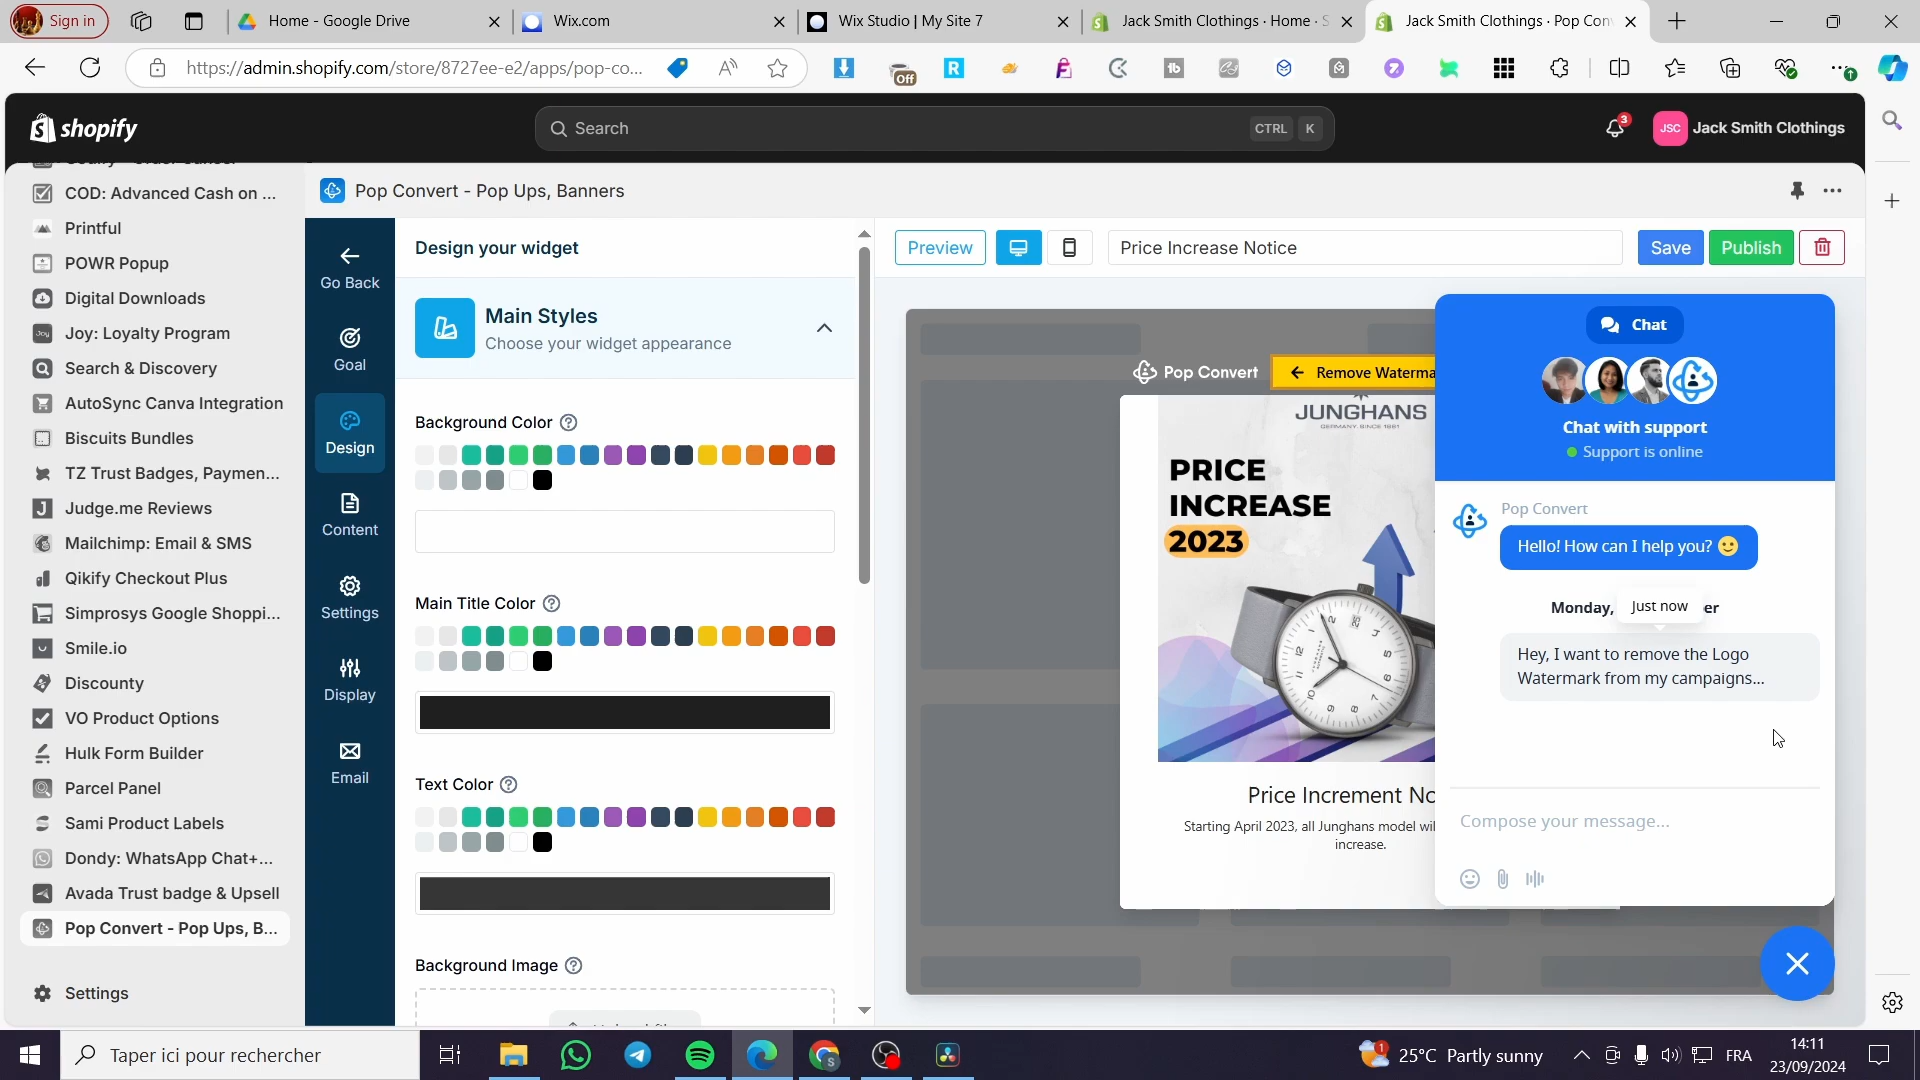 Sign in
Home - Google Drive
Wix.com
Wix Studio | My Site 7
Jack Smith Clothings · Home · S
Jack Smith Clothings · Pop Con
https://admin.shopify.com/store/8727ee-e2/apps/pop-co...
Off
shopify
Search
CTRL K
3
JSC
Jack Smith Clothings
COD: Advanced Cash on ...
Printful
POWR Popup
Digital Downloads
Joy: Loyalty Program
Search & Discovery
AutoSync Canva Integration
Biscuits Bundles
TZ Trust Badges, Paymen...
Judge.me Reviews
Mailchimp: Email & SMS
Qikify Checkout Plus
Simprosys Google Shoppi...
Smile.io
Discounty
VO Product Options
Hulk Form Builder
Parcel Panel
Sami Product Labels
Dondy: WhatsApp Chat+...
Avada Trust badge & Upsell
Pop Convert - Pop Ups, B...
Settings
Pop Convert - Pop Ups, Banners
Go Back
Goal
Design
Content
Settings
Display
Email
Design your widget
Main Styles
Choose your widget appearance
Background Color
Main Title Color
Text Color
Background Image
Preview
Price Increase Notice
Save
Publish
Pop Convert
Remove Waterma
JUNGHANS
GERMANY. SINCE 1861
PRICE
INCREASE
2023
Price Increment No
Starting April 2023, all Junghans model wil
increase.
Chat
Chat with support
Support is online
Pop Convert
Hello! How can I help you?
Monday,
Just now
er
Hey, I want to remove the Logo
Watermark from my campaigns...
Compose your message...
Taper ici pour rechercher
1
25°C Partly sunny
FRA
14:11
23/09/2024